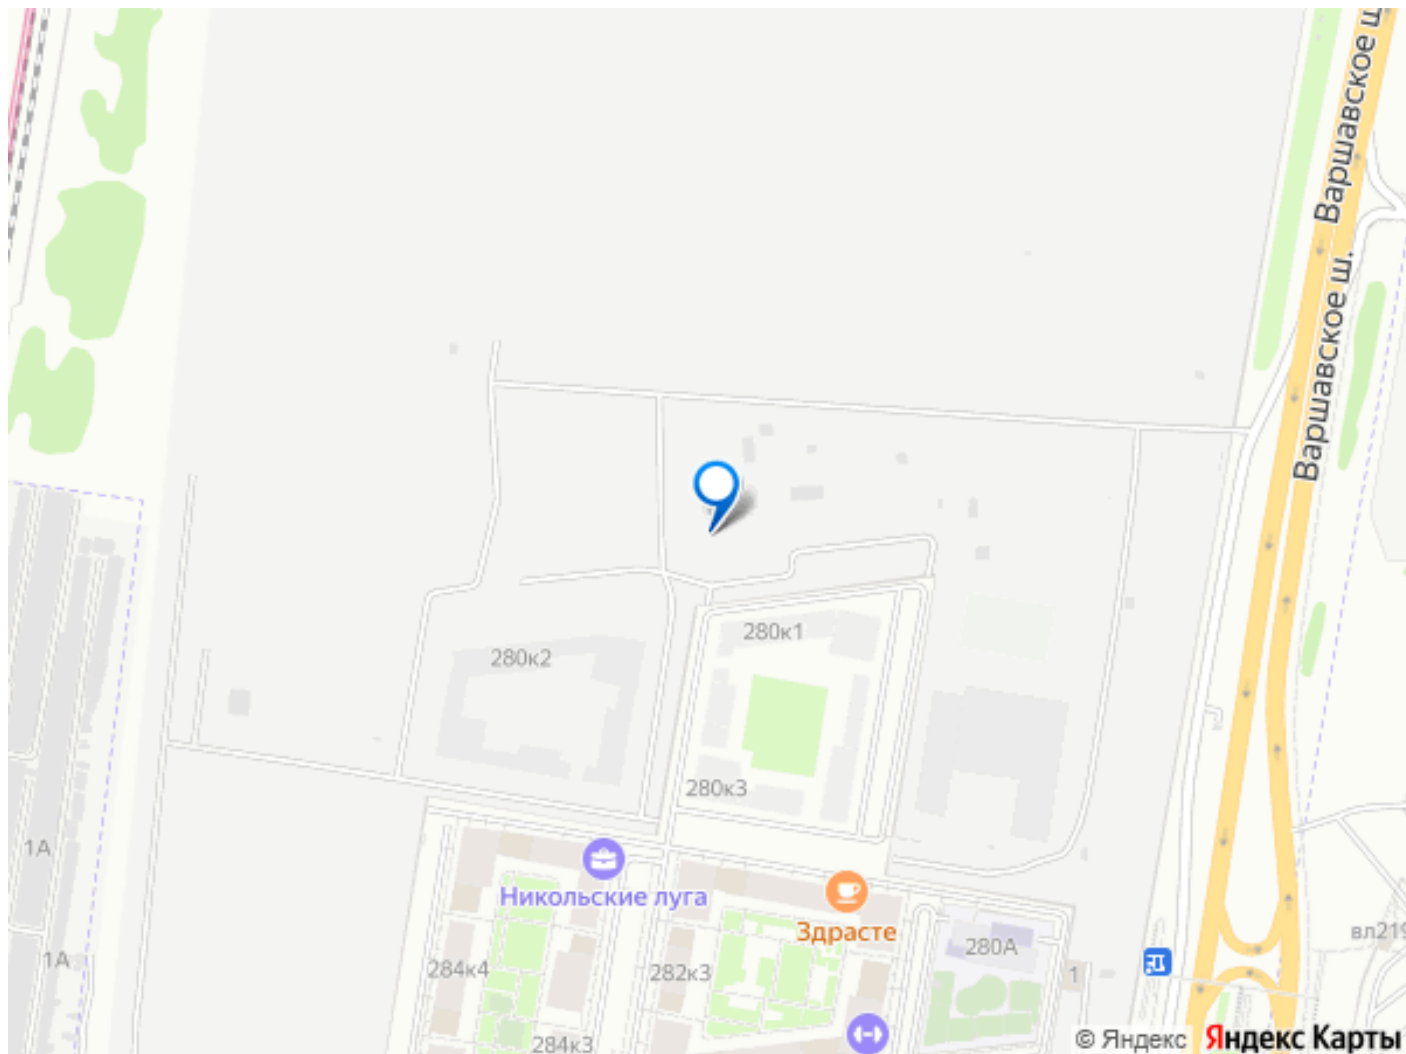 Варшавское ш.
Варшавское ш.
280к1
280к2
280к3
1А
Никольские луга
Здрасте
280А
вл219
1А
284к4
282к3
1
284к3
© Яндекс Яндекс Карты